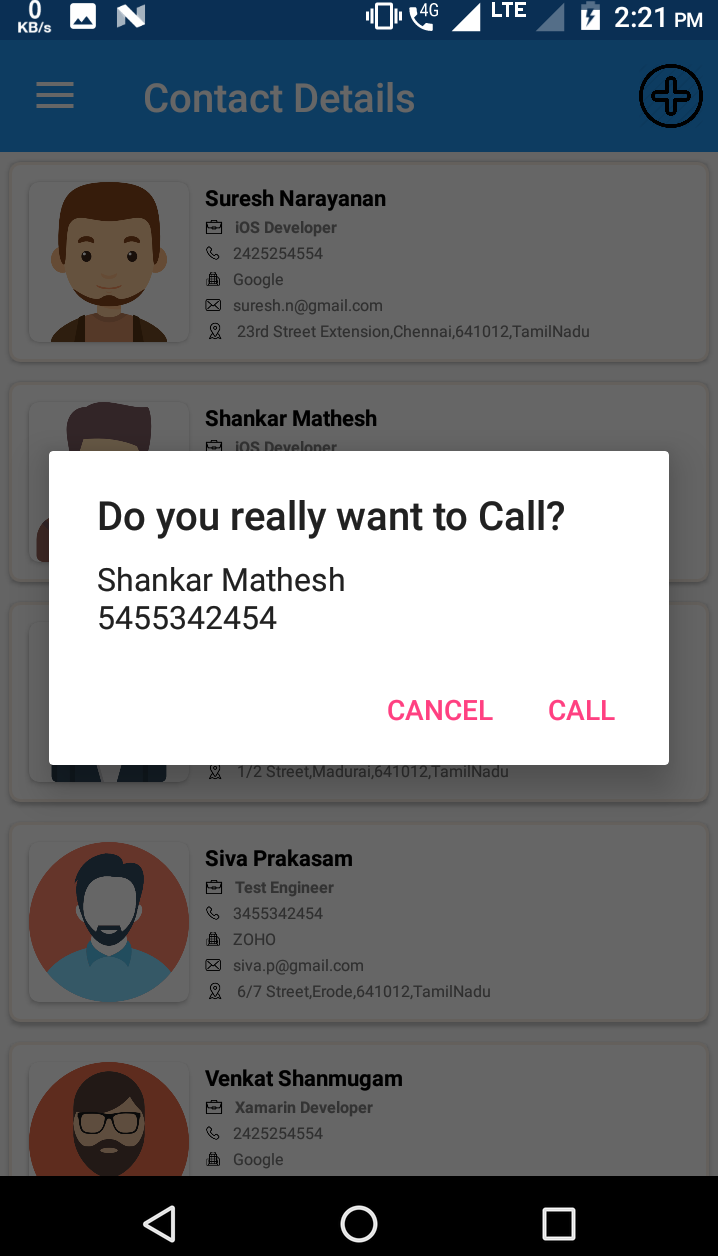 0
KB/s
4G
LTE
2:21 PM
Contact Details
Suresh Narayanan
iOS Developer
2425254554
Google
suresh.n@gmail.com
23rd Street Extension,Chennai,641012,TamilNadu
Shankar Mathesh
iOS Developer
Do you really want to Call?
Shankar Mathesh
5455342454
CANCEL CALL
1/2 Street,Madurai,641012,TamilNadu
Siva Prakasam
Test Engineer
3455342454
ZOHO
siva.p@gmail.com
6/7 Street,Erode,641012,TamilNadu
Venkat Shanmugam
Xamarin Developer
2425254554
Google